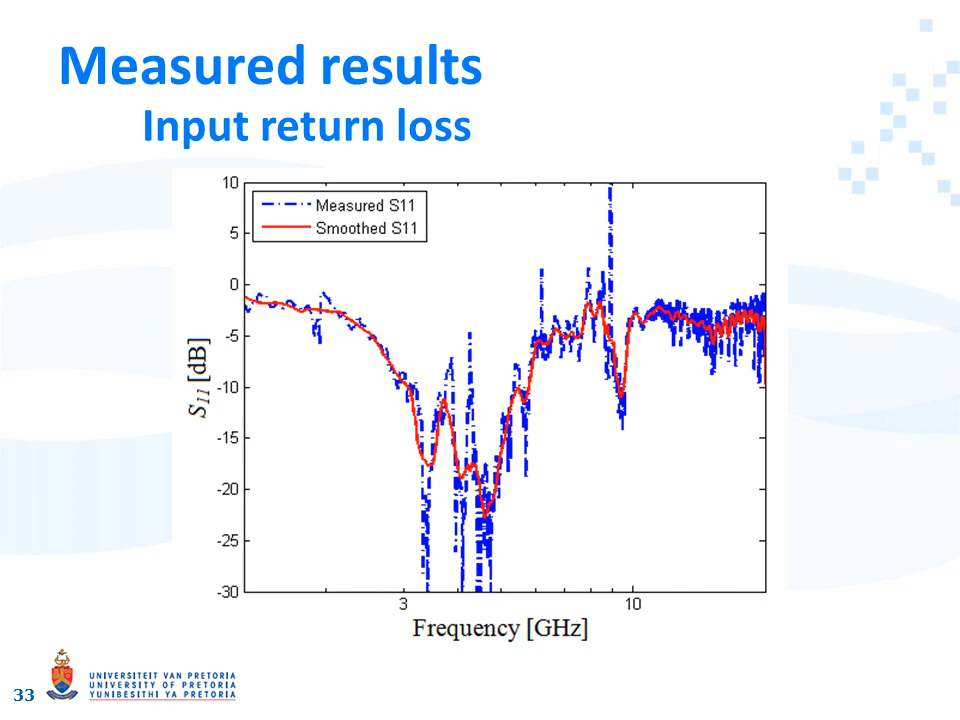 Measured results
Input return loss
10
5
0
-5
-10
-15
-20
-25
-30
Measured S11
Smoothed S11
S11 [dB]
3
10
Frequency [GHz]
33
UNIVERSITEIT VAN PRETORIA
UNIVERSITY OF PRETORIA
YUNIBESITHI YA PRETORIA